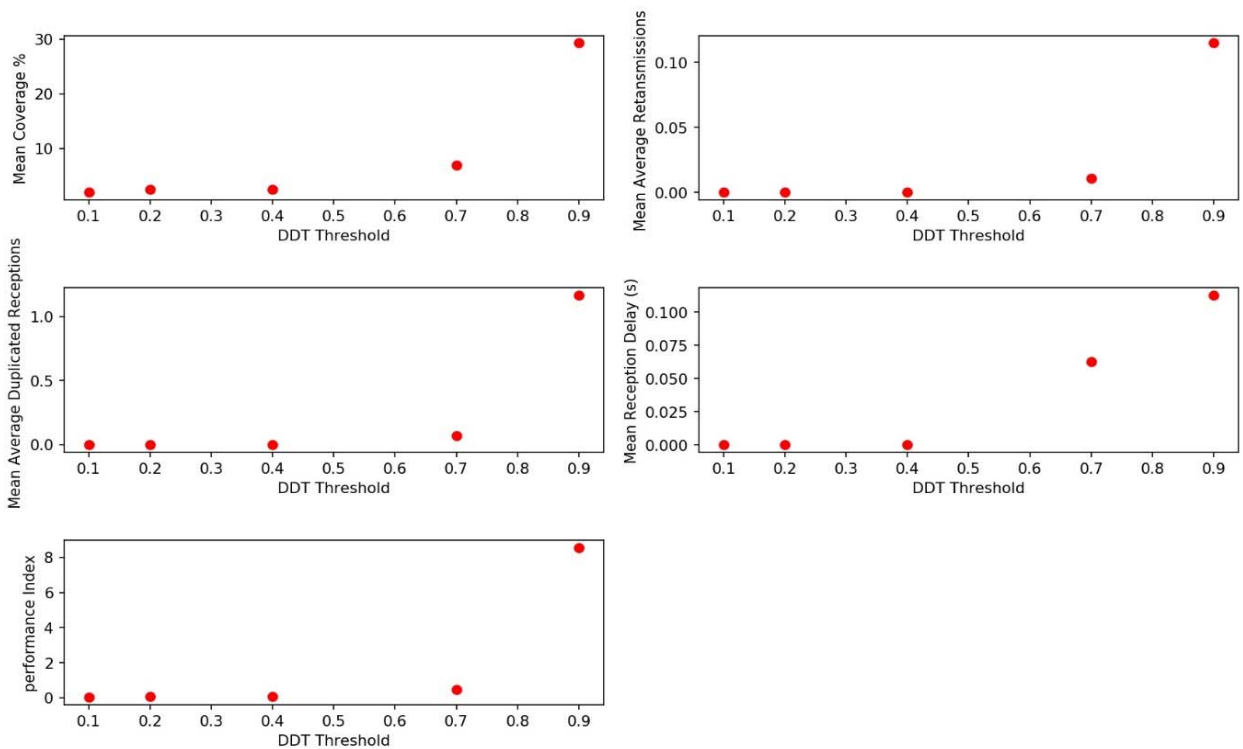 Mean Coverage %
30
20
10
0.1 0.2 0.3 0.4 0.5 0.6 0.7 0.8 0.9
DDT Threshold
Mean Average Retansmissions
0.10
0.05
0.00
0.1 0.2 0.3 0.4 0.5 0.6 0.7 0.8 0.9
DDT Threshold
Mean Average Duplicated Receptions
1.0
0.5
0.0
0.1 0.2 0.3 0.4 0.5 0.6 0.7 0.8 0.9
DDT Threshold
Mean Reception Delay (s)
0.100
0.075
0.050
0.025
0.000
0.1 0.2 0.3 0.4 0.5 0.6 0.7 0.8 0.9
DDT Threshold
performance Index
8
6
4
2
0
0.1 0.2 0.3 0.4 0.5 0.6 0.7 0.8 0.9
DDT Threshold